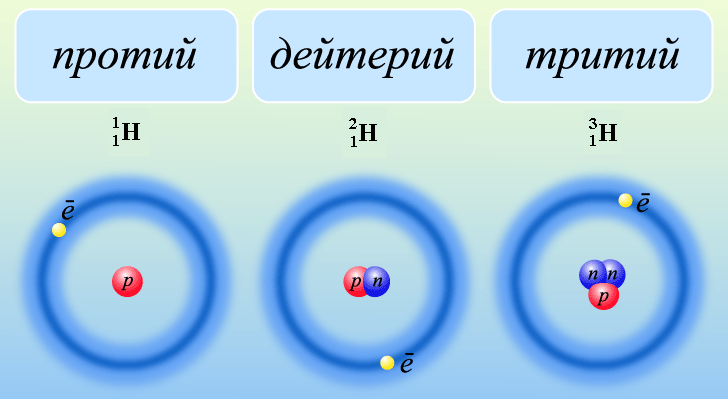 протий дейтерий тритий
¹₁H ²₁H ³₁H
ē ē
p p n n n
p
ē